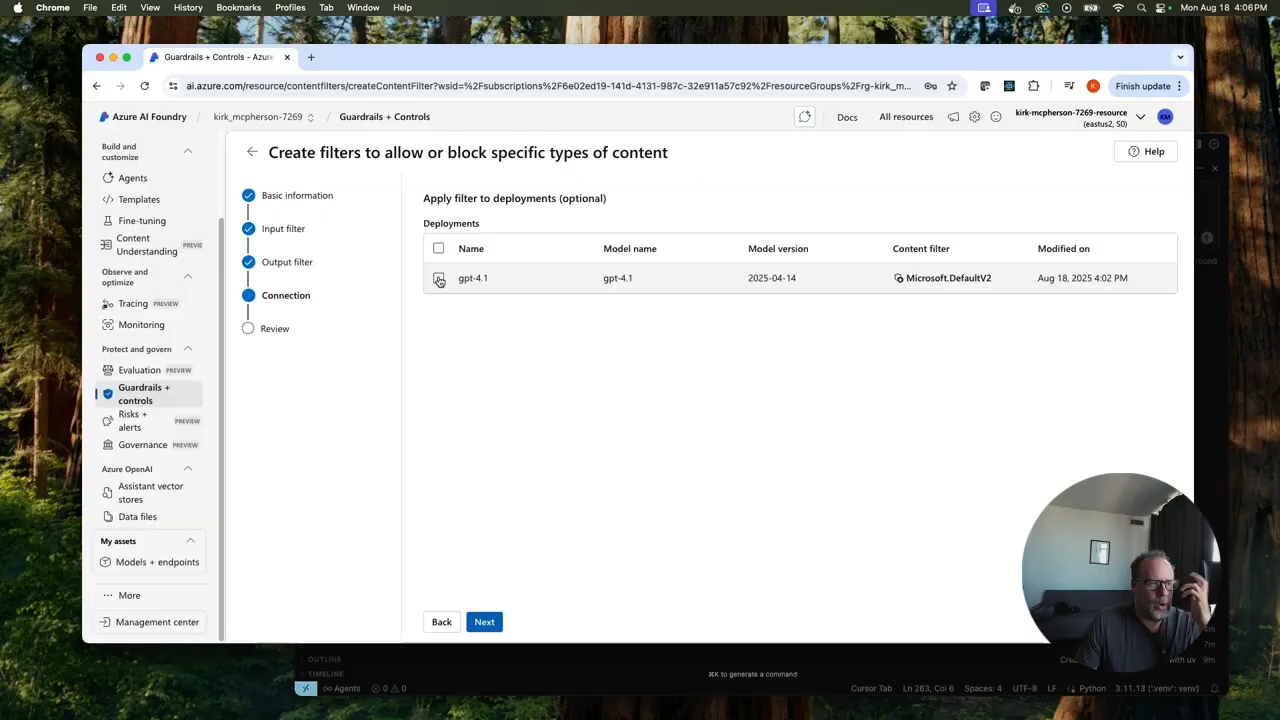 Chrome File Edit View History Bookmarks Profiles Tab Window Help Mon Aug 18 4:06 PM
Guardrails + Controls - Azure
ai.azure.com/resource/contentfilters/createContentFilter?wsid=%2Fsubscriptions%2F6e02ed19-141d-4131-987c-32e911a57c92%2FresourceGroups%2Frg-kirk_m... K Finish update
Azure AI Foundry / kirk_mcpherson-7269 / Guardrails + Controls Docs All resources kirk-mcpherson-7269-resource
(eastus2, S0) KM
Build and
customize
Agents
Templates
Fine-tuning
Content
Understanding PREVIE
Observe and
optimize
Tracing PREVIEW
Monitoring
Protect and govern
Evaluation PREVIEW
Guardrails +
controls
Risks +
alerts PREVIEW
Governance PREVIEW
Azure OpenAI
Assistant vector
stores
Data files
My assets
Models + endpoints
More
Management center
Create filters to allow or block specific types of content
Help
Basic information
Input filter
Output filter
Connection
Review
Apply filter to deployments (optional)
Deployments
Name Model name Model version Content filter Modified on
gpt-4.1 gpt-4.1 2025-04-14 Microsoft.DefaultV2 Aug 18, 2025 4:02 PM
Back Next
7m
with uv 9m
OUTLINE
TIMELINE
⌘K to generate a command
Agents 0 0 Cursor Tab Ln 263, Col 6 Spaces: 4 UTF-8 LF Python 3.11.13 ('.venv': venv)